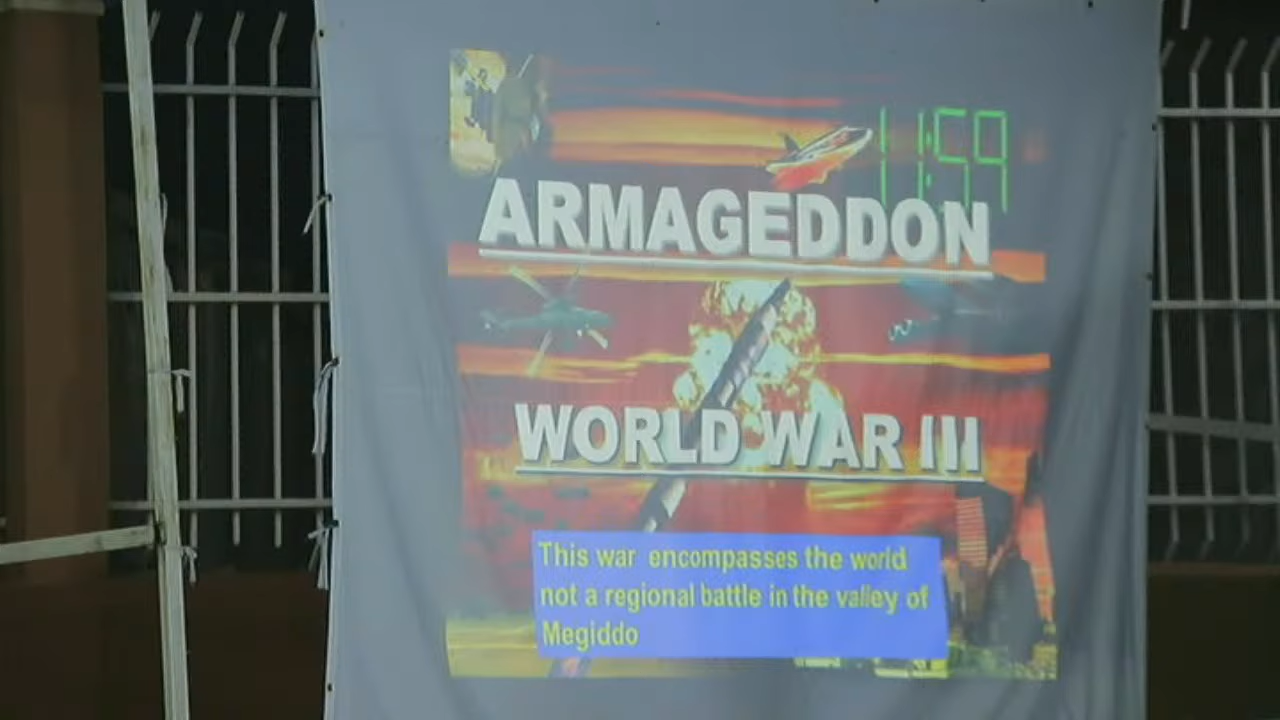 11:59
ARMAGEDDON
WORLD WAR III
This war encompasses the world
not a regional battle in the valley of
Megiddo